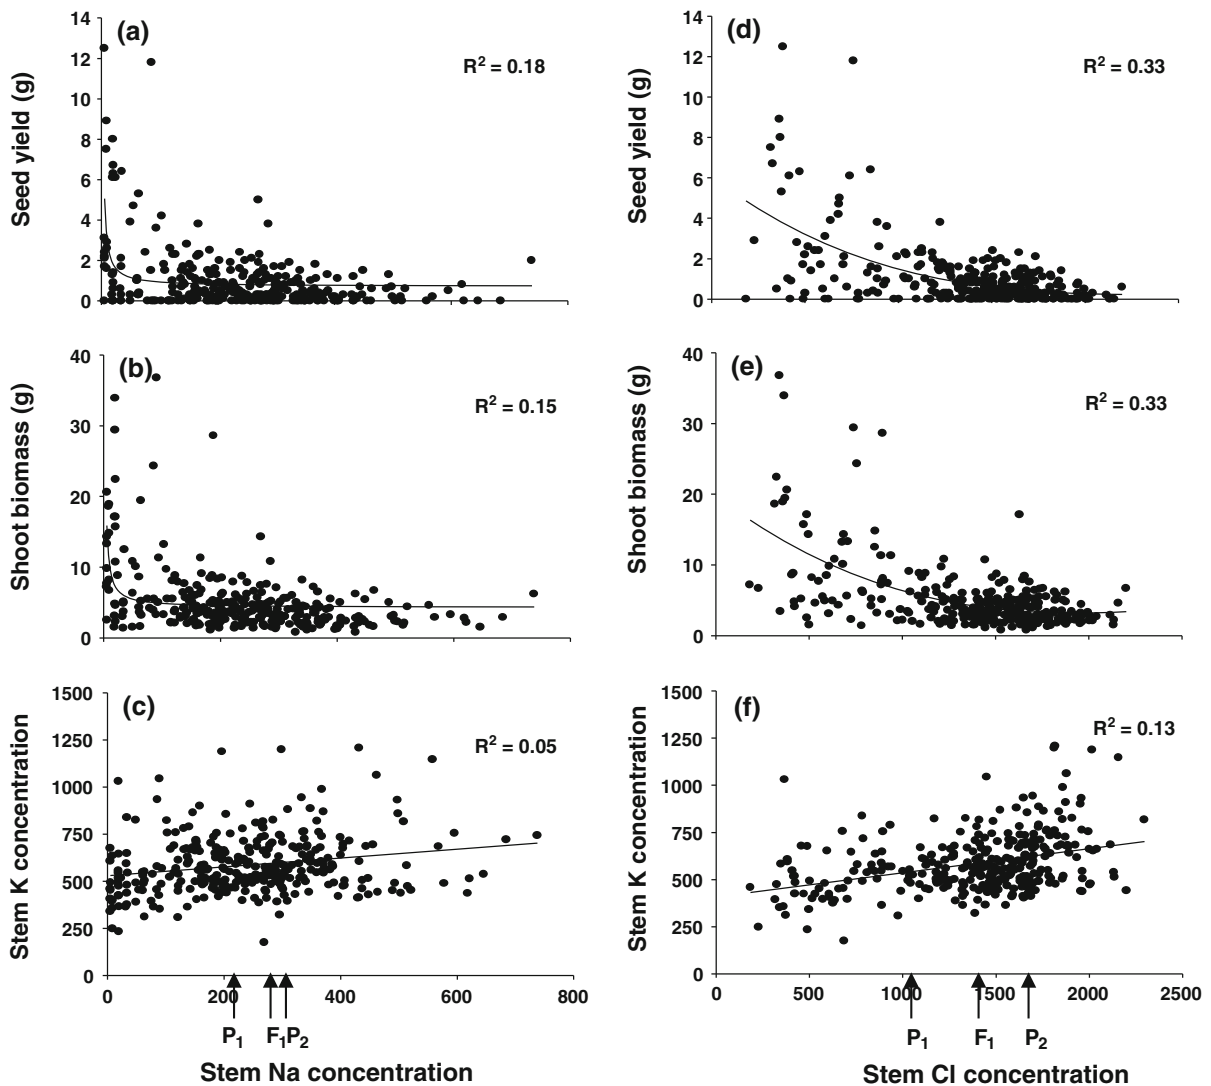 (a)
R² = 0.18
Seed yield (g)
14
12
10
8
6
4
2
0
(d)
R² = 0.33
Seed yield (g)
14
12
10
8
6
4
2
0
(b)
R² = 0.15
Shoot biomass (g)
40
30
20
10
0
(e)
R² = 0.33
Shoot biomass (g)
40
30
20
10
0
(c)
R² = 0.05
Stem K concentration
1500
1250
1000
750
500
250
0
0 200 400 600 800
P₁ F₁ P₂
Stem Na concentration
(f)
R² = 0.13
Stem K concentration
1500
1250
1000
750
500
250
0
0 500 1000 1500 2000 2500
P₁ F₁ P₂
Stem Cl concentration